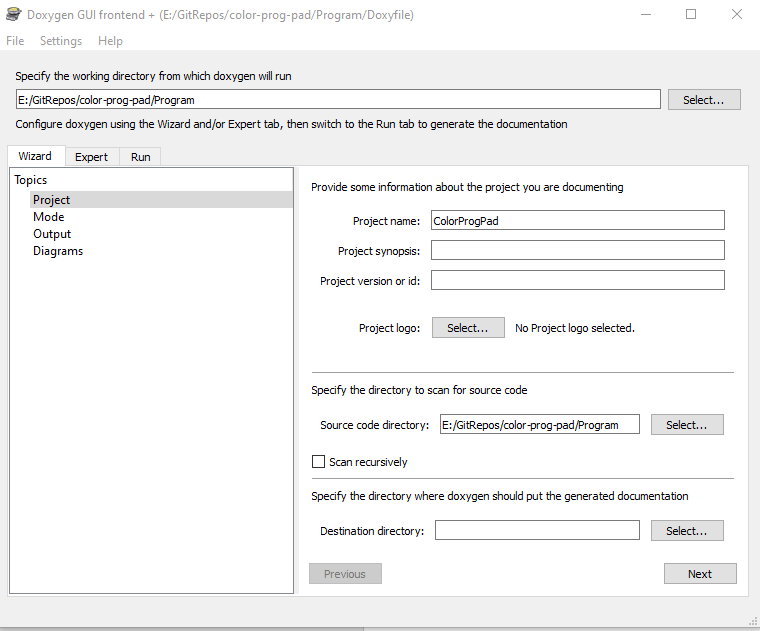 Doxygen GUI frontend + (E:/GitRepos/color-prog-pad/Program/Doxyfile)
File Settings Help
Specify the working directory from which doxygen will run
E:/GitRepos/color-prog-pad/Program Select...
Configure doxygen using the Wizard and/or Expert tab, then switch to the Run tab to generate the documentation
Wizard Expert Run
Topics
Project
Mode
Output
Diagrams
Provide some information about the project you are documenting
Project name: ColorProgPad
Project synopsis:
Project version or id:
Project logo: Select... No Project logo selected.
Specify the directory to scan for source code
Source code directory: E:/GitRepos/color-prog-pad/Program Select...
Scan recursively
Specify the directory where doxygen should put the generated documentation
Destination directory: Select...
Previous Next